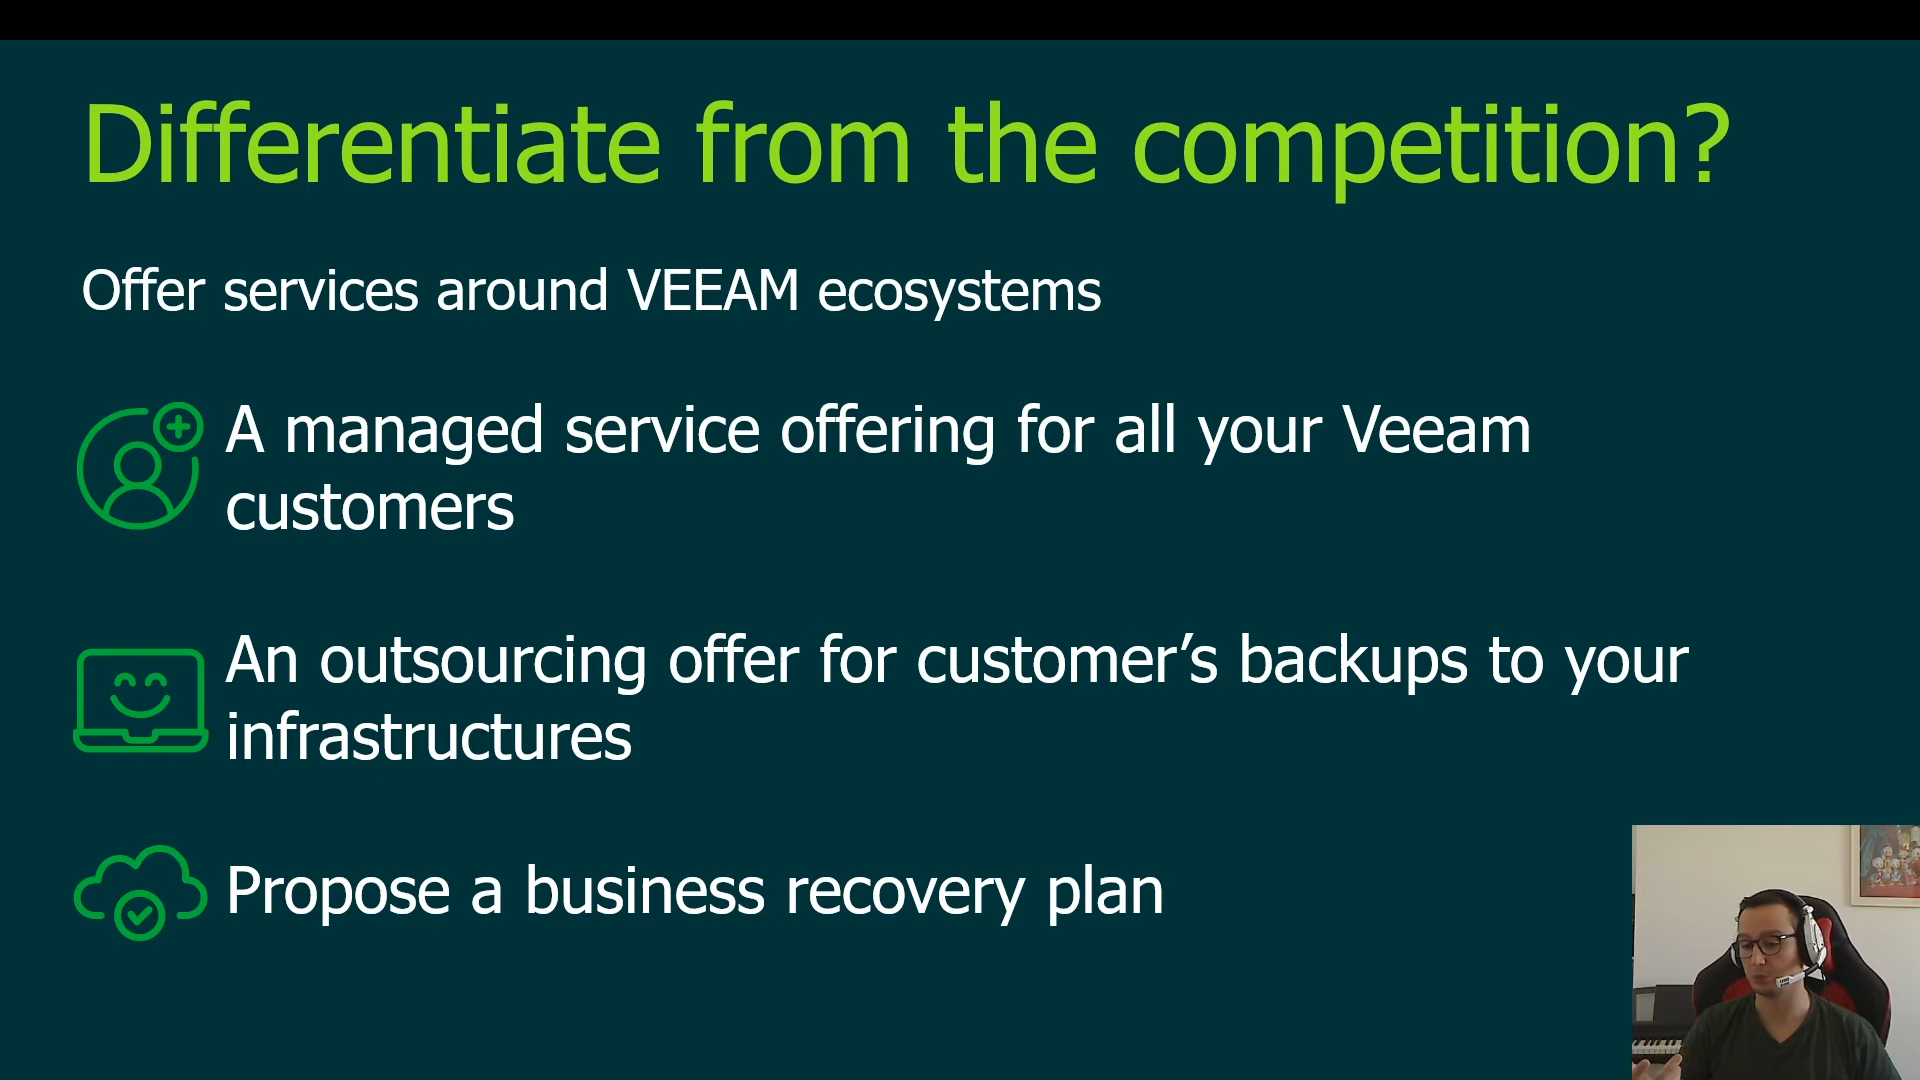 Differentiate from the competition?
Offer services around VEEAM ecosystems
A managed service offering for all your Veeam
customers
An outsourcing offer for customer’s backups to your
infrastructures
Propose a business recovery plan